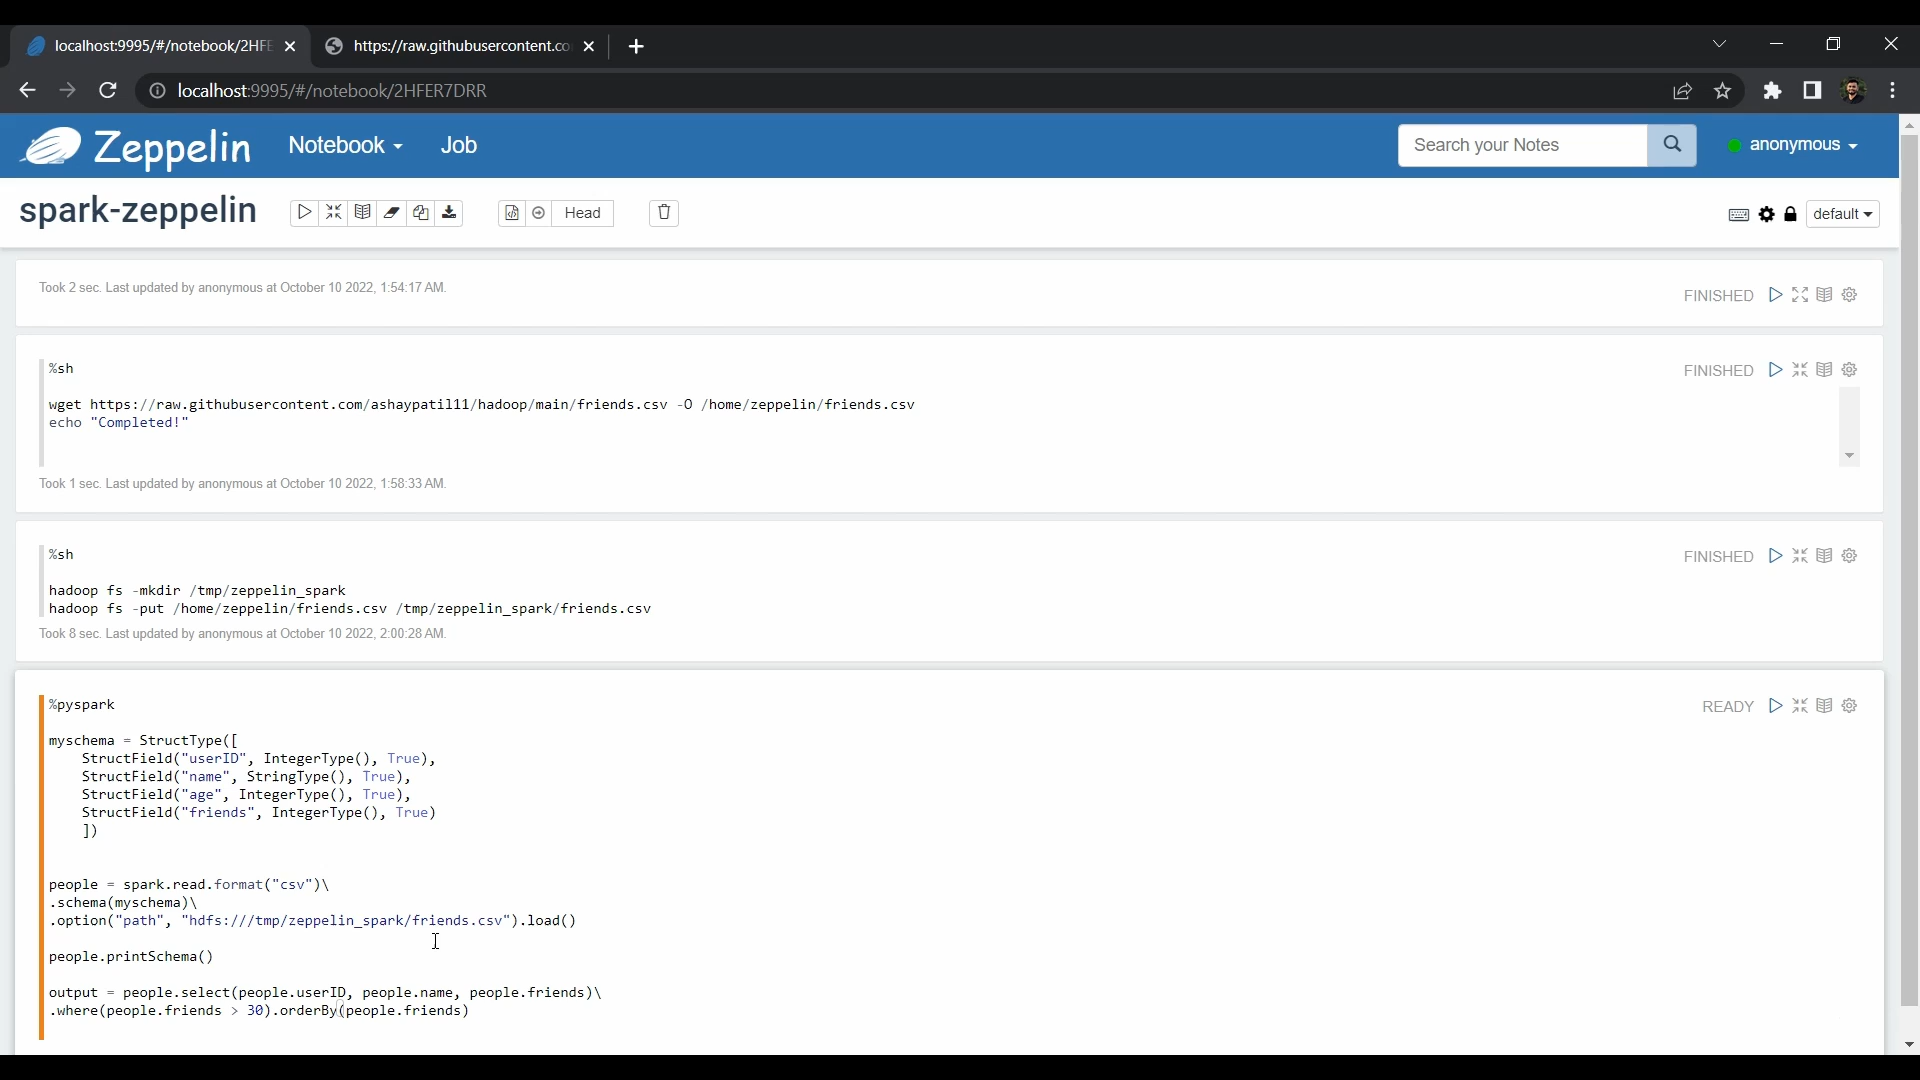 localhost:9995/#/notebook/2HFE
https://raw.githubusercontent.co
localhost:9995/#/notebook/2HFER7DRR
Zeppelin
Notebook
Job
Search your Notes
anonymous
spark-zeppelin
Head
default
Took 2 sec. Last updated by anonymous at October 10 2022, 1:54:17 AM.
FINISHED
%sh
FINISHED
wget https://raw.githubusercontent.com/ashaypatil11/hadoop/main/friends.csv -O /home/zeppelin/friends.csv
echo "Completed!"
Took 1 sec. Last updated by anonymous at October 10 2022, 1:58:33 AM.
%sh
FINISHED
hadoop fs -mkdir /tmp/zeppelin_spark
hadoop fs -put /home/zeppelin/friends.csv /tmp/zeppelin_spark/friends.csv
Took 8 sec. Last updated by anonymous at October 10 2022, 2:00:28 AM.
%pyspark
READY
myschema = StructType([
StructField("userID", IntegerType(), True),
StructField("name", StringType(), True),
StructField("age", IntegerType(), True),
StructField("friends", IntegerType(), True)
])
people = spark.read.format("csv")\
.schema(myschema)\
.option("path", "hdfs:///tmp/zeppelin_spark/friends.csv").load()
people.printSchema()
output = people.select(people.userID, people.name, people.friends)\
.where(people.friends > 30).orderBy(people.friends)